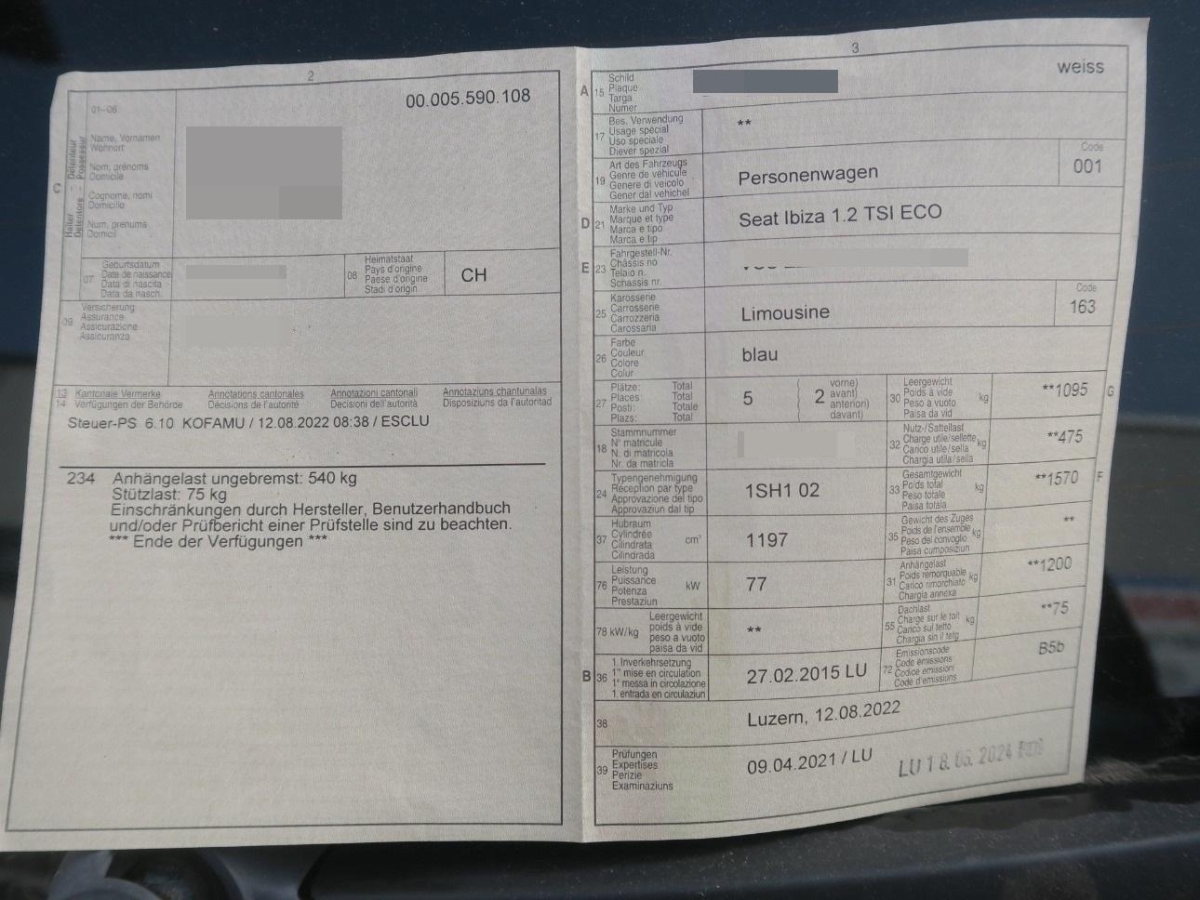 2
00.005.590.108
01–06
C
Halter Détenteur
Detentore Possessur
Name, Vornamen
Wohnort
Nom, prénoms
Domicile
Cognome, nomi
Domicilio
Num, prenums
Domicil
07
Geburtsdatum
Date de naissance
Data di nascita
Data da nasch.
08
Heimatstaat
Pays d'origine
Paese d'origine
Stadi d'origin
CH
09
Versicherung
Assurance
Assicurazione
Assicuranza
13 Kantonale Vermerke Annotations cantonales Annotazioni cantonali Annotaziuns chantunalas
14 Verfügungen der Behörde Décisions de l'autorité Decisioni dell'autorità Disposiziuns da l'autoritad
Steuer-PS 6.10 KOFAMU / 12.08.2022 08:38 / ESCLU
234 Anhängelast ungebremst: 540 kg
Stützlast: 75 kg
Einschränkungen durch Hersteller, Benutzerhandbuch
und/oder Prüfbericht einer Prüfstelle sind zu beachten.
*** Ende der Verfügungen ***
3
A 15
Schild
Plaque
Targa
Numer
weiss
17
Bes. Verwendung
Usage spécial
Uso speciale
Diever spezial
**
19
Art des Fahrzeugs
Genre de véhicule
Genere di veicolo
Gener dal vehichel
Personenwagen
Code
001
D 21
Marke und Typ
Marque et type
Marca e tipo
Marca e tip
Seat Ibiza 1.2 TSI ECO
E 23
Fahrgestell-Nr.
Châssis no
Telaio n.
Schassis nr.
25
Karosserie
Carrosserie
Carrozzeria
Carossaria
Limousine
Code
163
26
Farbe
Couleur
Colore
Colur
blau
27
Plätze: Total
Places: Total
Posti: Totale
Plazs: Total
5
2
vorne)
avant)
anteriori)
davant)
30
Leergewicht
Poids à vide
Peso a vuoto
Paisa da vid
kg
**1095
G
18
Stammnummer
N° matricule
N. di matricola
Nr. da matricla
32
Nutz-/Sattellast
Charge utile/sellette
Carico utile/sella
Chargia utila/sella
kg
**475
24
Typengenehmigung
Réception par type
Approvazione del tipo
Approvaziun dal tip
1SH1 02
33
Gesamtgewicht
Poids total
Peso totale
Paisa totala
kg
**1570
F
37
Hubraum
Cylindrée
Cilindrata
Cilindrada
cm³
1197
35
Gewicht des Zuges
Poids de l'ensemble
Peso del convoglio
Paisa cumposiziun
kg
**
76
Leistung
Puissance
Potenza
Prestaziun
kW
77
31
Anhängelast
Poids remorquable
Carico rimorchiato
Chargia annexa
kg
**1200
78 kW/kg
Leergewicht
poids à vide
peso a vuoto
paisa da vid
**
55
Dachlast
Charge sur le toit
Carico sul tetto
Chargia sin il tetg
kg
**75
B 36
1. Inverkehrsetzung
1re mise en circulation
1a messa in circolazione
1. entrada en circulaziun
27.02.2015 LU
72
Emissionscode
Code émissions
Codice emissioni
Code d'emissiuns
B5b
38
Luzern, 12.08.2022
39
Prüfungen
Expertises
Perizie
Examinaziuns
09.04.2021 / LU
LU 1 8. 06. 2024